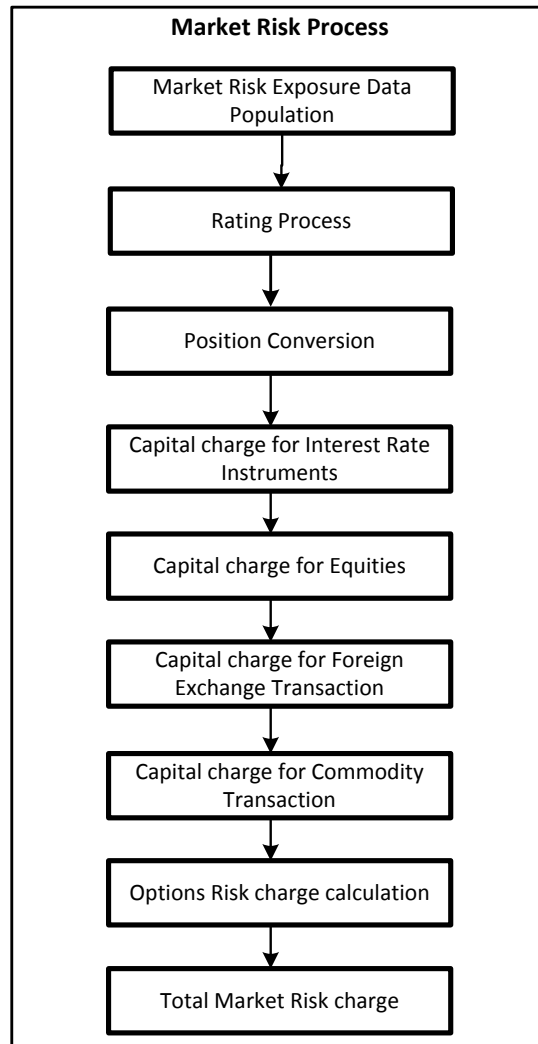 Market Risk Process
Market Risk Exposure Data
Population
Rating Process
Position Conversion
Capital charge for Interest Rate
Instruments
Capital charge for Equities
Capital charge for Foreign
Exchange Transaction
Capital charge for Commodity
Transaction
Options Risk charge calculation
Total Market Risk charge